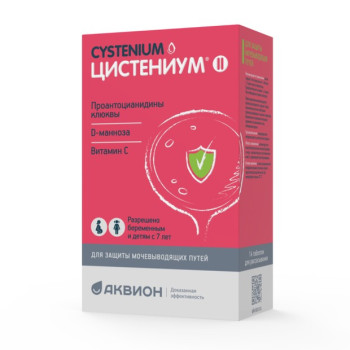 CYSTENIUM
ЦИСТЕНИУМ® II
Проантоцианидины
клюквы
D-манноза
Витамин С
Разрешено
беременным
и детям с 7 лет
ДЛЯ ЗАЩИТЫ МОЧЕВЫВОДЯЩИХ ПУТЕЙ
АКВИОН
Доказанная
эффективность